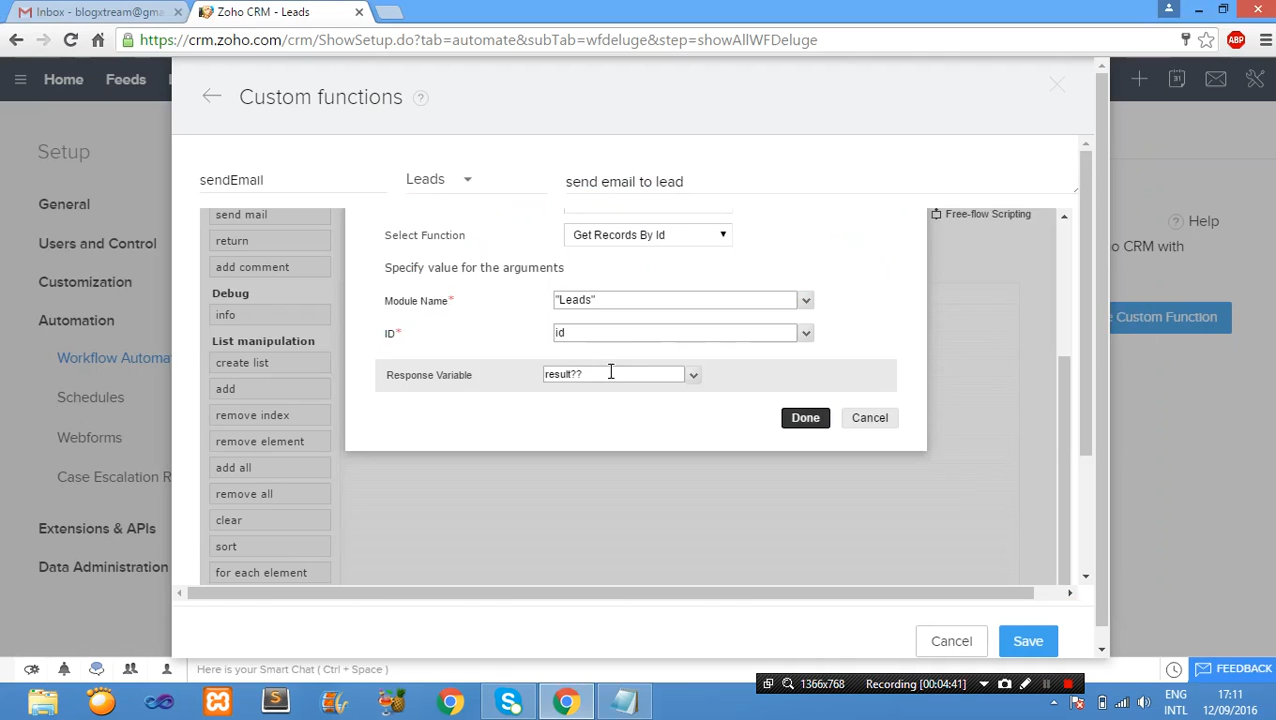 Inbox - blogxtream@gma
Zoho CRM - Leads
https://crm.zoho.com/crm/ShowSetup.do?tab=automate&subTab=wfdeluge&step=showAllWFDeluge
ABP
Home
Feeds
Custom functions
?
31
Setup
sendEmail
Leads
send email to lead
General
send mail
Free-flow Scripting
? Help
Users and Control
return
Select Function
Get Records By Id
o CRM with
add comment
Specify value for the arguments
Customization
Debug
Module Name*
"Leads"
Automation
info
e Custom Function
List manipulation
ID*
id
Workflow Automa
create list
Response Variable
result??
Schedules
add
remove index
Done
Cancel
Webforms
remove element
add all
Case Escalation R
remove all
clear
Extensions & APIs
sort
Data Administration
for each element
Cancel
Save
Here is your Smart Chat ( Ctrl + Space )
FEEDBACK
1366x768
Recording [00:04:41]
ENG
INTL
17:11
12/09/2016